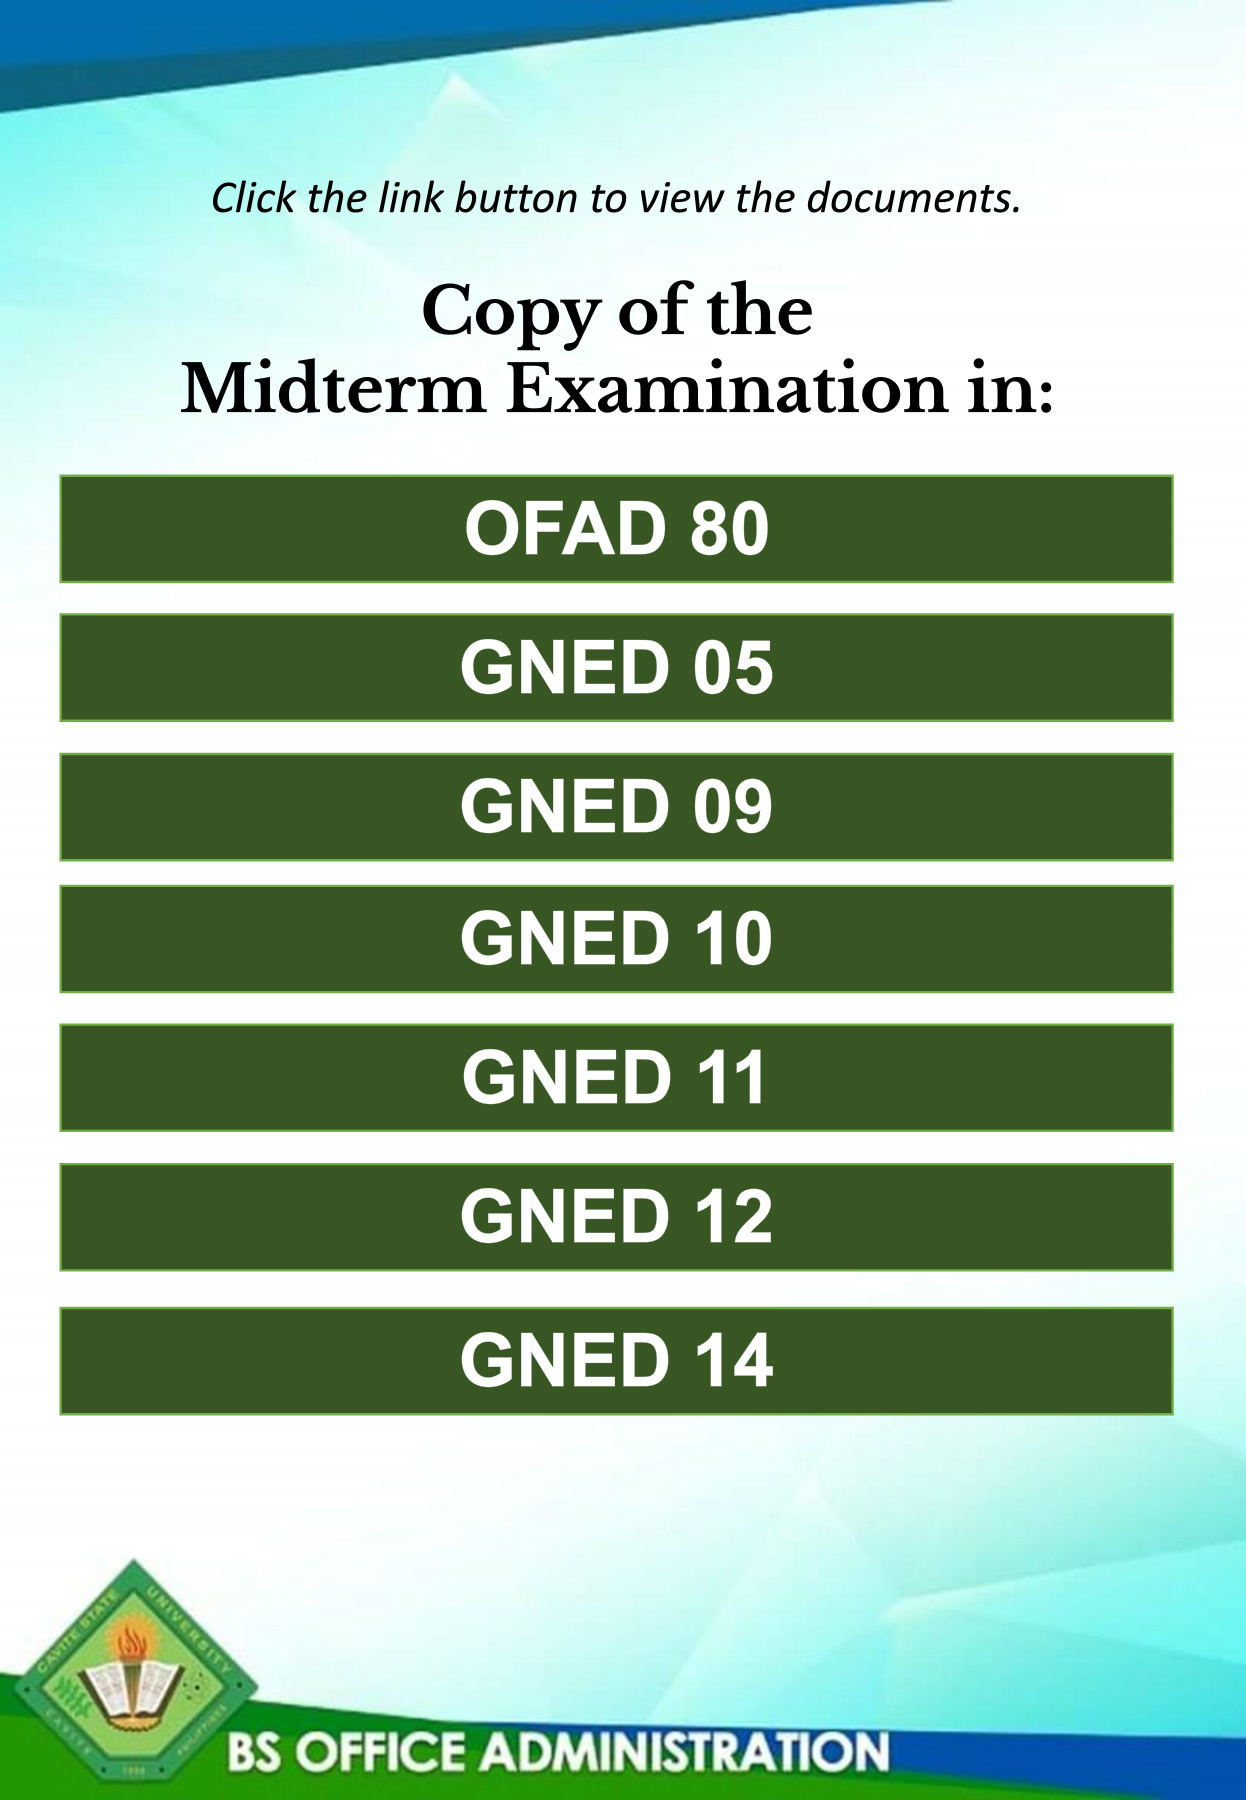 Click the link button to view the documents.
Copy of the
Midterm Examination in:
OFAD 80
GNED 05
GNED 09
GNED 10
GNED 11
GNED 12
GNED 14
CAVITE STATE UNIVERSITY
CAVITE
PHILIPPINES
1906
BS OFFICE ADMINISTRATION